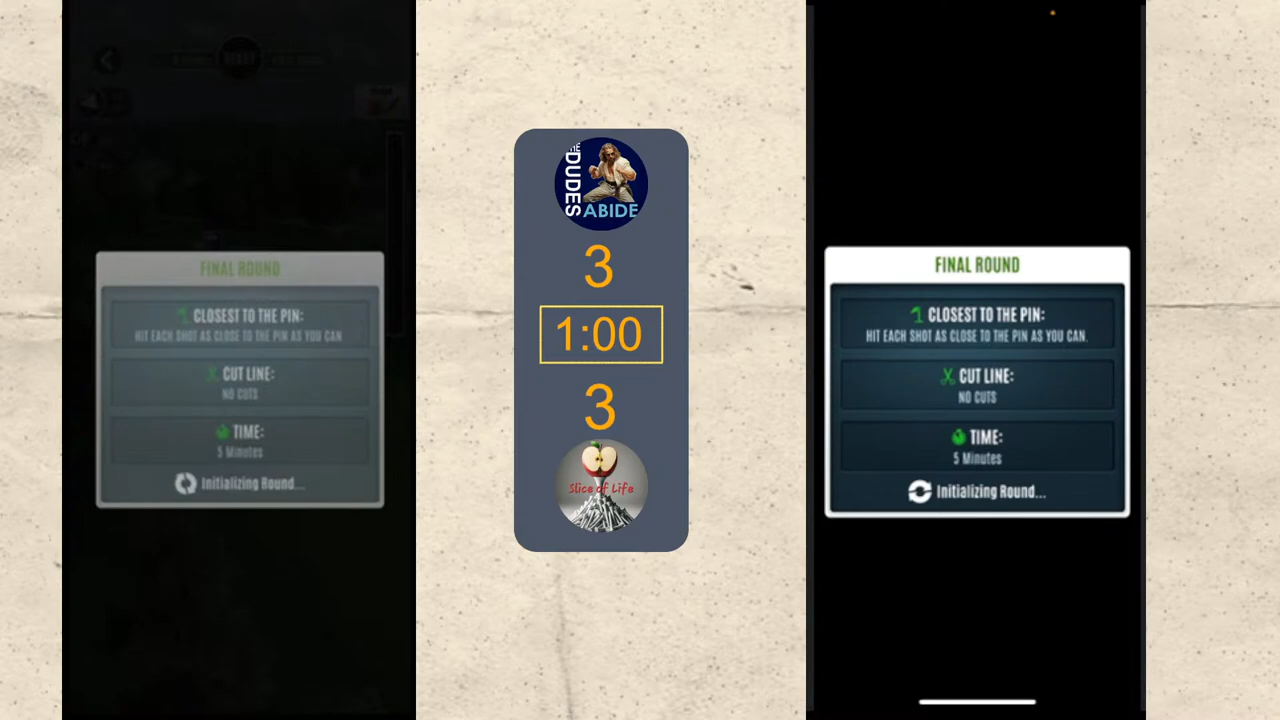 FINAL ROUND
CLOSEST TO THE PIN:
HIT EACH SHOT AS CLOSE TO THE PIN AS YOU CAN
CUT LINE:
NO CUTS
TIME:
5 Minutes
Initializing Round...
THE DUDES
ABIDE
3
1:00
3
Slice of Life
FINAL ROUND
CLOSEST TO THE PIN:
HIT EACH SHOT AS CLOSE TO THE PIN AS YOU CAN.
CUT LINE:
NO CUTS
TIME:
5 Minutes
Initializing Round...